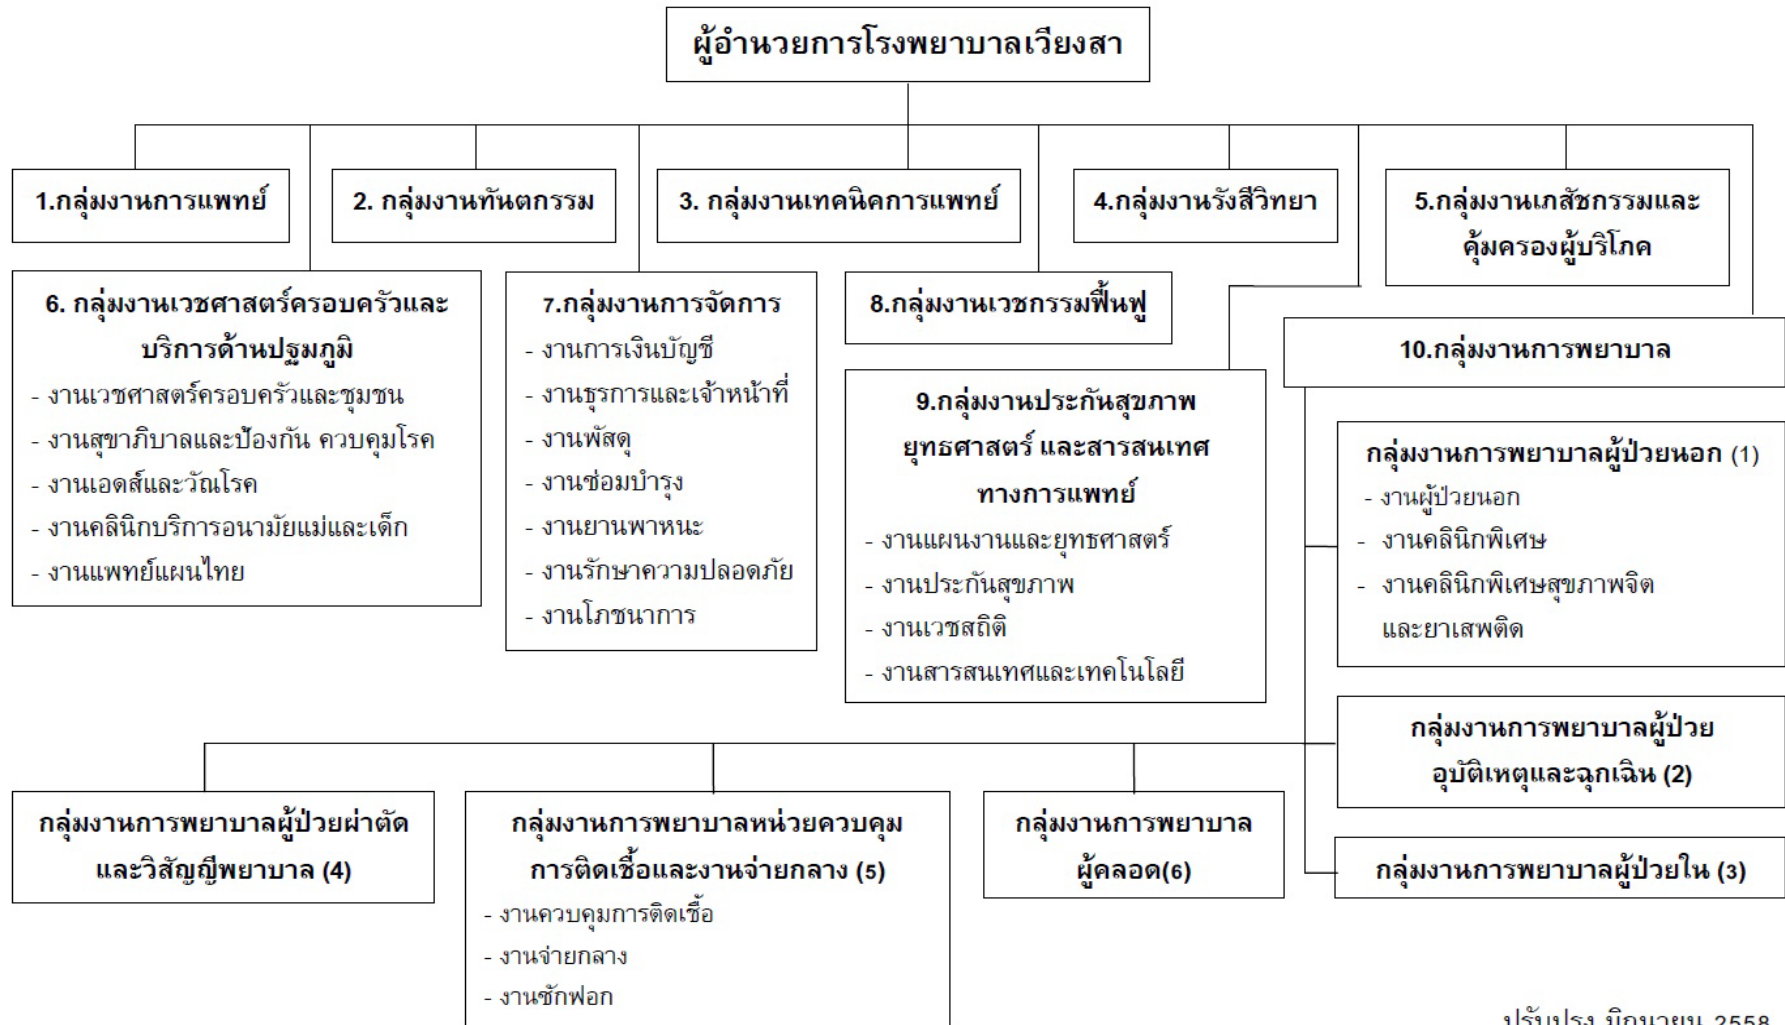 ผู้อำนวยการโรงพยาบาลเวียงสา
1.กลุ่มงานการแพทย์
2. กลุ่มงานทันตกรรม
3. กลุ่มงานเทคนิคการแพทย์
4.กลุ่มงานรังสีวิทยา
5.กลุ่มงานเภสัชกรรมและ
คุ้มครองผู้บริโภค
6. กลุ่มงานเวชศาสตร์ครอบครัวและ
บริการด้านปฐมภูมิ
- งานเวชศาสตร์ครอบครัวและชุมชน
- งานสุขาภิบาลและป้องกัน ควบคุมโรค
- งานเอดส์และวัณโรค
- งานคลินิกบริการอนามัยแม่และเด็ก
- งานแพทย์แผนไทย
7.กลุ่มงานการจัดการ
- งานการเงินบัญชี
- งานธุรการและเจ้าหน้าที่
- งานพัสดุ
- งานซ่อมบำรุง
- งานยานพาหนะ
- งานรักษาความปลอดภัย
- งานโภชนาการ
8.กลุ่มงานเวชกรรมฟื้นฟู
9.กลุ่มงานประกันสุขภาพ
ยุทธศาสตร์ และสารสนเทศ
ทางการแพทย์
- งานแผนงานและยุทธศาสตร์
- งานประกันสุขภาพ
- งานเวชสถิติ
- งานสารสนเทศและเทคโนโลยี
10.กลุ่มงานการพยาบาล
กลุ่มงานการพยาบาลผู้ป่วยนอก (1)
- งานผู้ป่วยนอก
- งานคลินิกพิเศษ
- งานคลินิกพิเศษสุขภาพจิต
และยาเสพติด
กลุ่มงานการพยาบาลผู้ป่วย
อุบัติเหตุและฉุกเฉิน (2)
กลุ่มงานการพยาบาลผู้ป่วยใน (3)
กลุ่มงานการพยาบาลผู้ป่วยผ่าตัด
และวิสัญญีพยาบาล (4)
กลุ่มงานการพยาบาลหน่วยควบคุม
การติดเชื้อและงานจ่ายกลาง (5)
- งานควบคุมการติดเชื้อ
- งานจ่ายกลาง
- งานซักฟอก
กลุ่มงานการพยาบาล
ผู้คลอด(6)
ปรับปรุง มิถุนายน 2558